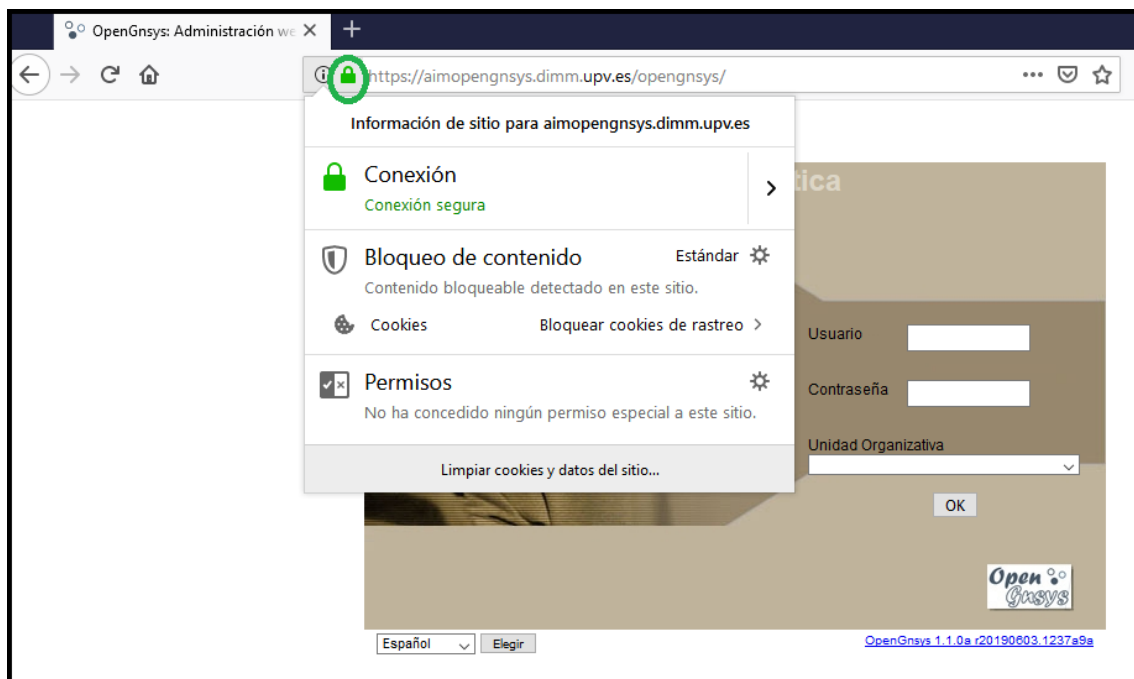 OpenGnsys: Administración we
https://aimopengnsys.dimm.upv.es/opengnsys/
Información de sitio para aimopengnsys.dimm.upv.es
Conexión
Conexión segura
tica
Bloqueo de contenido Estándar
Contenido bloqueable detectado en este sitio.
Cookies Bloquear cookies de rastreo
Usuario
Permisos
Contraseña
No ha concedido ningún permiso especial a este sitio.
Unidad Organizativa
Limpiar cookies y datos del sitio...
OK
Open
Gnsys
Español Elegir
OpenGnsys 1.1.0a r20190603.1237a9a